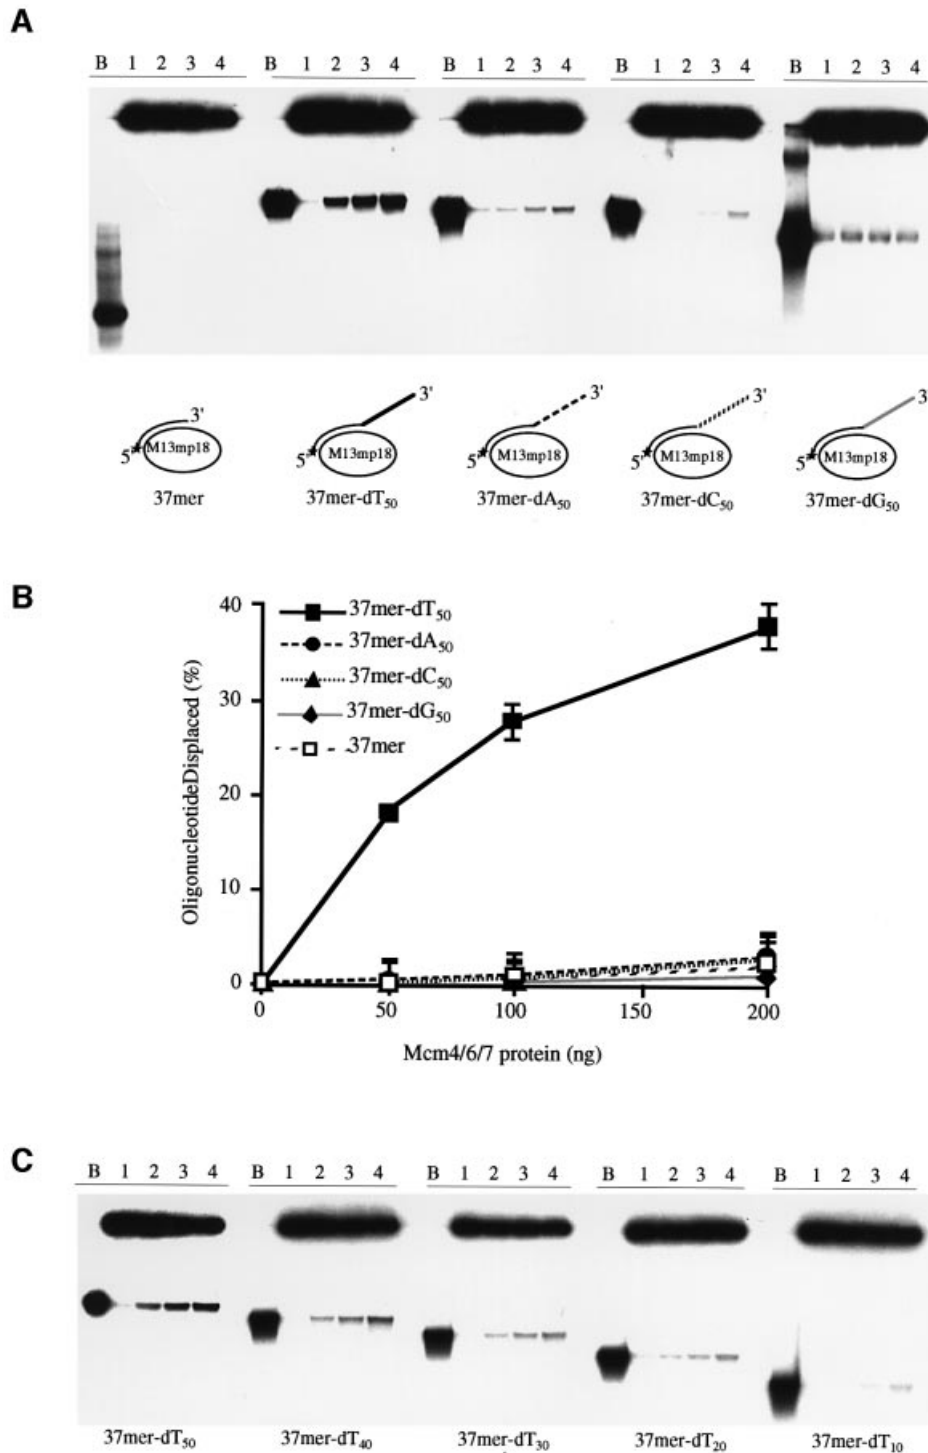 A
B 1 2 3 4 B 1 2 3 4 B 1 2 3 4 B 1 2 3 4 B 1 2 3 4
3' 3' 3' 3' 3'
5' M13mp18 5' M13mp18 5' M13mp18 5' M13mp18 5' M13mp18
37mer 37mer-dT50 37mer-dA50 37mer-dC50 37mer-dG50
B
40
30
20
10
0
OligonucleotideDisplaced (%)
37mer-dT50
37mer-dA50
37mer-dC50
37mer-dG50
37mer
0 50 100 150 200
Mcm4/6/7 protein (ng)
C
B 1 2 3 4 B 1 2 3 4 B 1 2 3 4 B 1 2 3 4 B 1 2 3 4
37mer-dT50 37mer-dT40 37mer-dT30 37mer-dT20 37mer-dT10